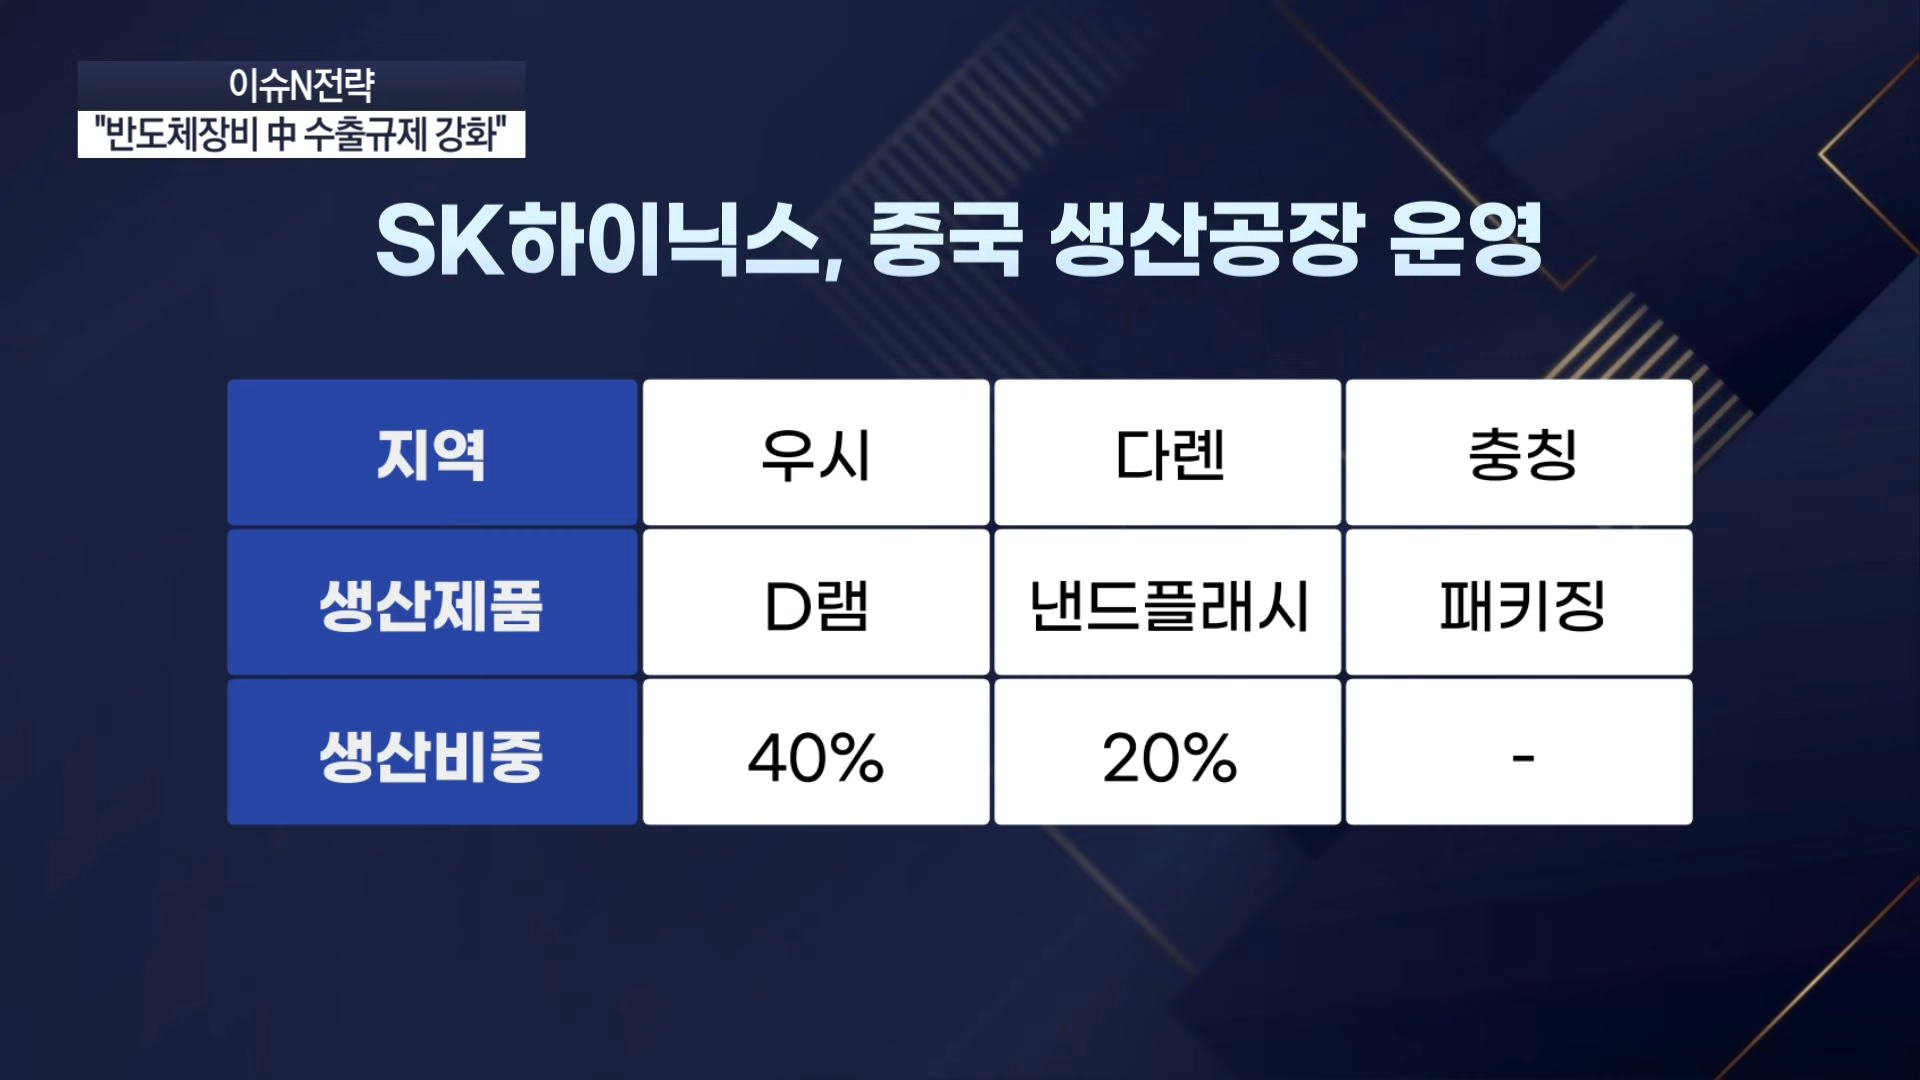 이슈N전략
"반도체장비 中 수출규제 강화"
SK하이닉스, 중국 생산공장 운영
지역 우시 다롄 충칭
생산제품 D램 낸드플래시 패키징
생산비중 40% 20% -